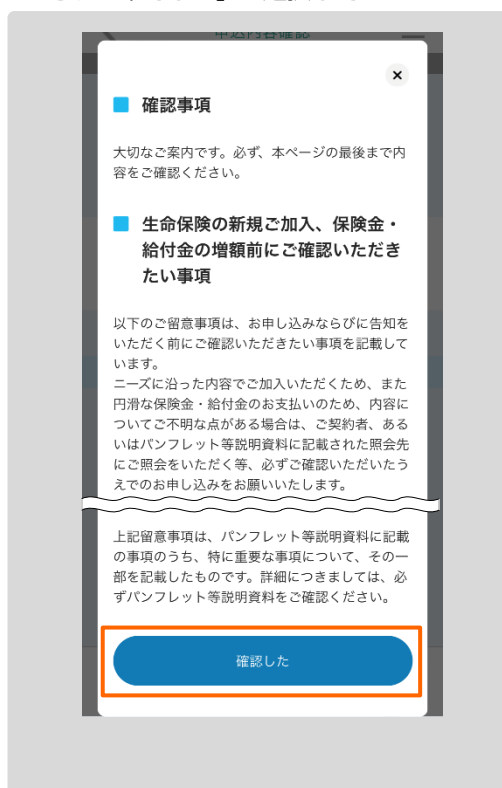 申込内容確認
×
確認事項
大切なご案内です。必ず、本ページの最後まで内
容をご確認ください。
生命保険の新規ご加入、保険金・
給付金の増額前にご確認いただき
たい事項
以下のご留意事項は、お申し込みならびに告知を
いただく前にご確認いただきたい事項を記載して
います。
ニーズに沿った内容でご加入いただくため、また
円滑な保険金・給付金のお支払いのため、内容に
ついてご不明な点がある場合は、ご契約者、ある
いはパンフレット等説明資料に記載された照会先
にご照会をいただく等、必ずご確認いただいたう
えでのお申し込みをお願いいたします。
上記留意事項は、パンフレット等説明資料に記載
の事項のうち、特に重要な事項について、その一
部を記載したものです。詳細につきましては、必
ずパンフレット等説明資料をご確認ください。
確認した